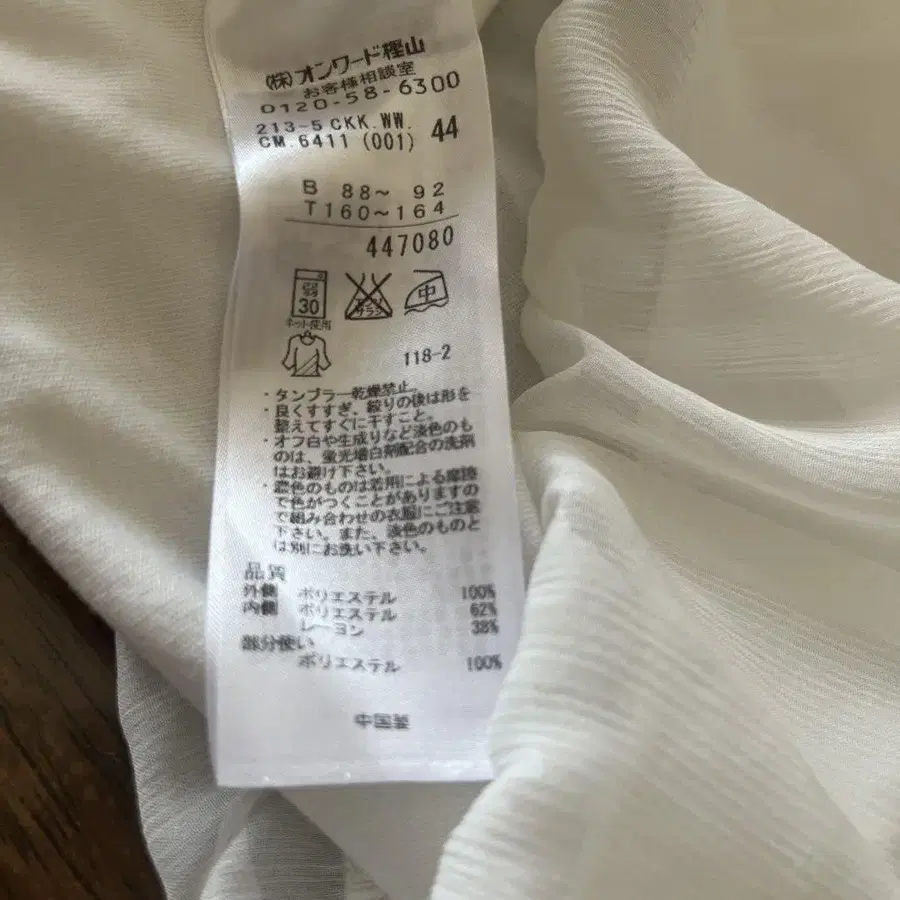 (株)オンワード樫山
お客様相談室
0120-58-6300
213-5 CKK.WW. 44
CM.6411 (001)
B 88～ 92
T160～164
447080
弱
30
ネット使用
エンソ
サラシ
中
118-2
・タンブラー乾燥禁止。
・良くすすぎ、絞りの後は形を
整えてすぐに干すこと。
・オフ白や生成りなど淡色のも
のは、蛍光増白剤配合の洗剤
はお避け下さい。
・濃色のものは着用による摩擦
で色がつくことがありますの
で組み合わせの衣服にご注意
下さい。また、淡色のものと
は別にお洗い下さい。
品質
外側 ポリエステル 100%
内側 ポリエステル 62%
レーヨン 38%
部分使い
ポリエステル 100%
中国製